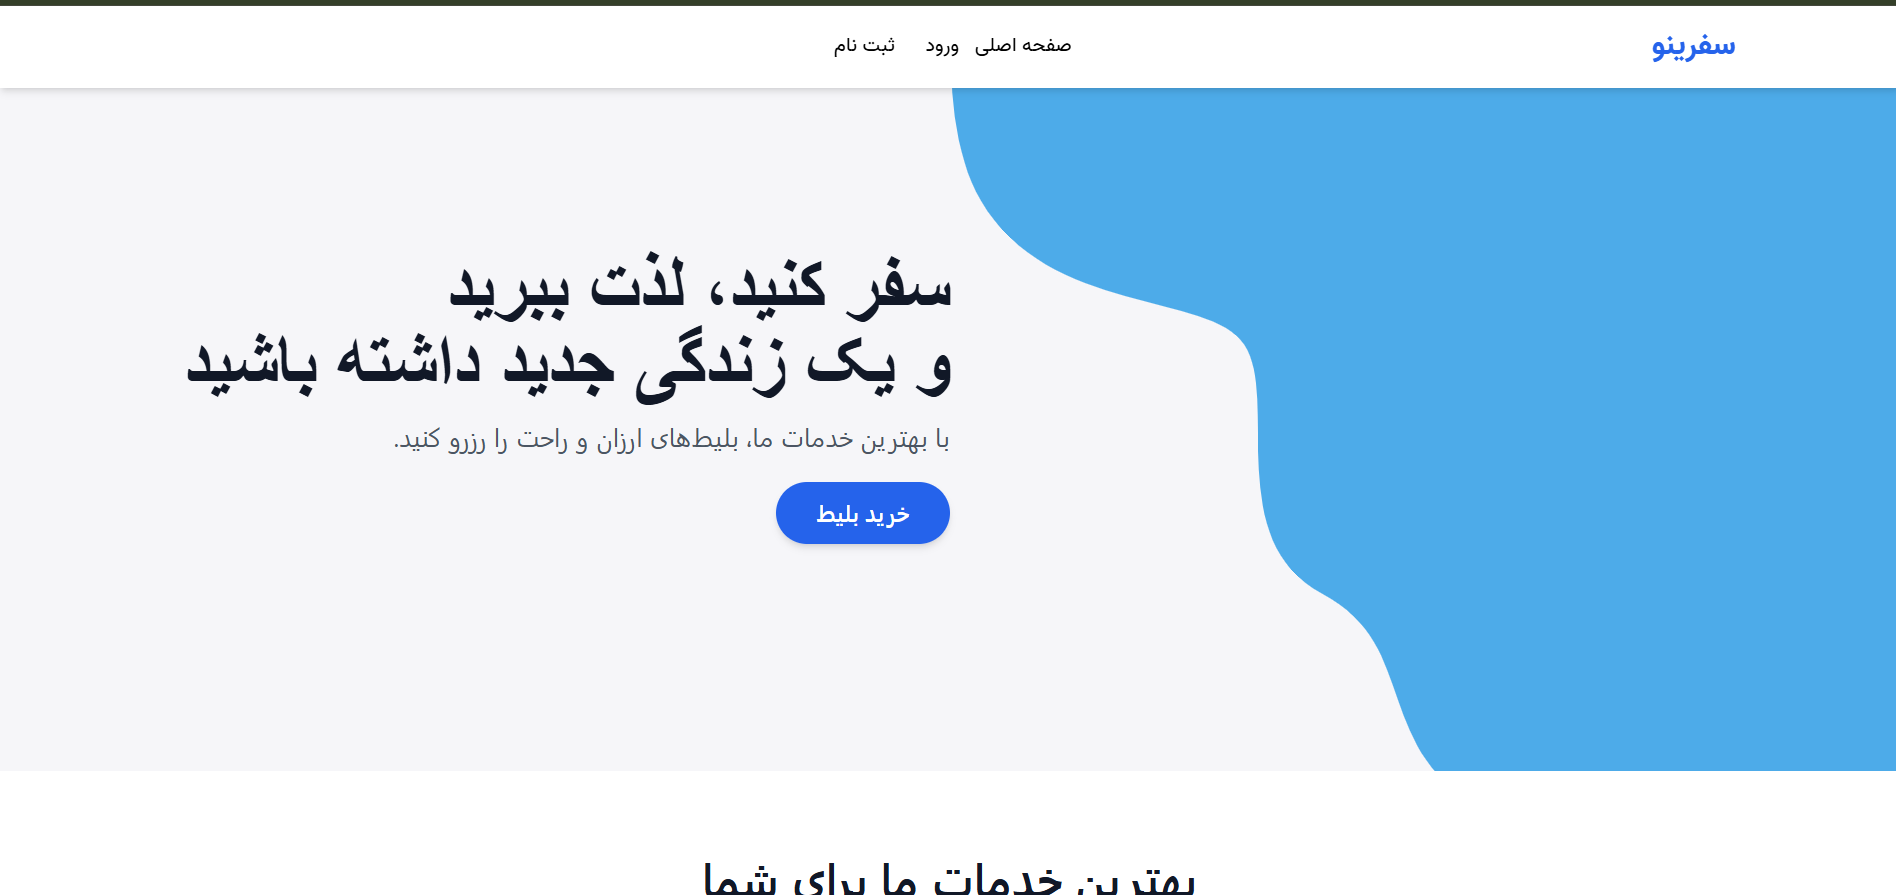 سفرینو
صفحه اصلی ورود ثبت نام
سفر کنید، لذت ببرید
و یک زندگی جدید داشته باشید
با بهترین خدمات ما، بلیط‌های ارزان و راحت را رزرو کنید.
خرید بلیط
بهترین خدمات ما برای شما